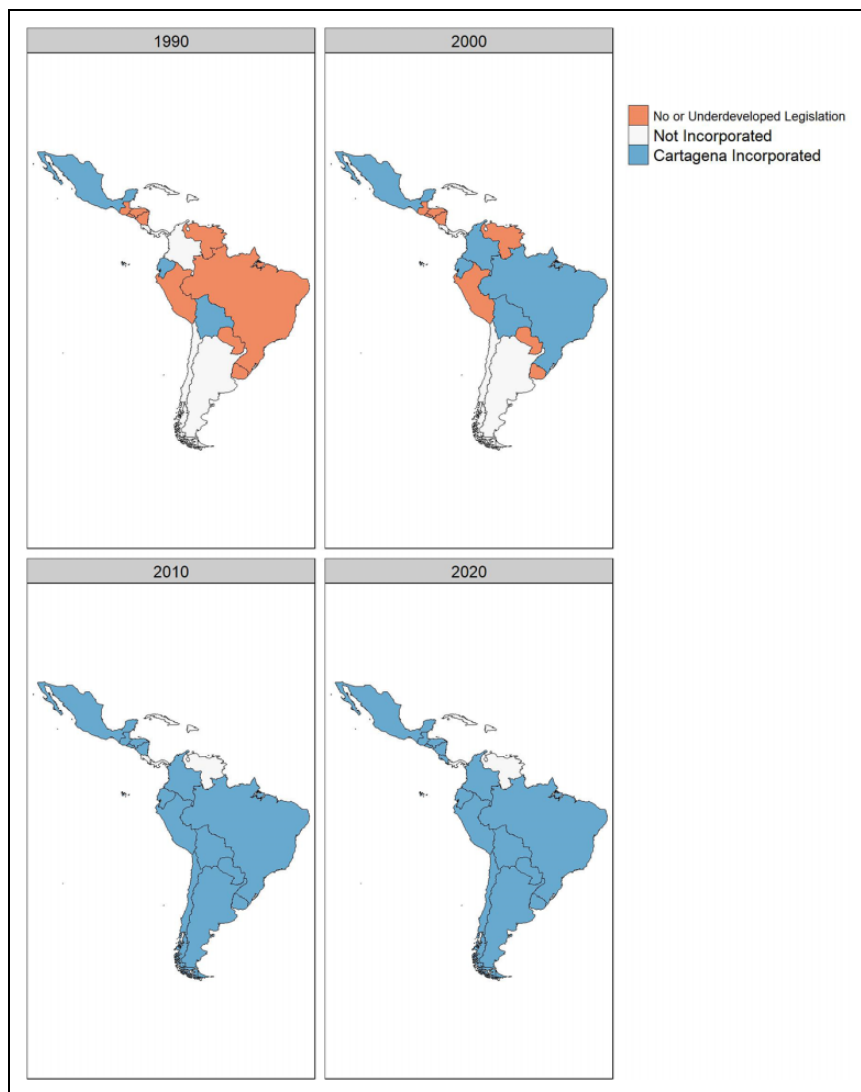 1990
2000
No or Underdeveloped Legislation
Not Incorporated
Cartagena Incorporated
2010
2020